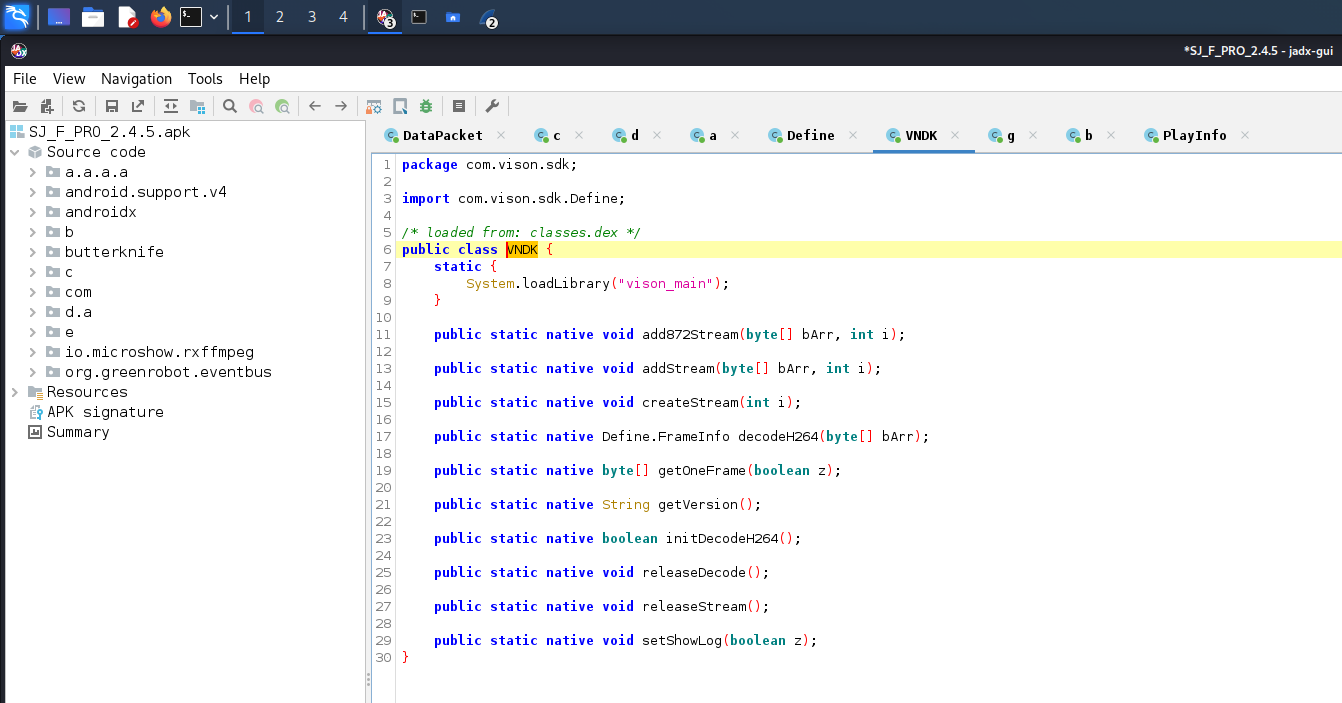 1 2 3 4 3 2
*SJ_F_PRO_2.4.5 - jadx-gui
File View Navigation Tools Help
SJ_F_PRO_2.4.5.apk
Source code
a.a.a.a
android.support.v4
androidx
b
butterknife
c
com
d.a
e
io.microshow.rxffmpeg
org.greenrobot.eventbus
Resources
APK signature
Summary
DataPacket c d a Define VNDK g b PlayInfo
1 package com.vison.sdk;
2
3 import com.vison.sdk.Define;
4
5 /* loaded from: classes.dex */
6 public class VNDK {
7 static {
8 System.loadLibrary("vison_main");
9 }
10
11 public static native void add872Stream(byte[] bArr, int i);
12
13 public static native void addStream(byte[] bArr, int i);
14
15 public static native void createStream(int i);
16
17 public static native Define.FrameInfo decodeH264(byte[] bArr);
18
19 public static native byte[] getOneFrame(boolean z);
20
21 public static native String getVersion();
22
23 public static native boolean initDecodeH264();
24
25 public static native void releaseDecode();
26
27 public static native void releaseStream();
28
29 public static native void setShowLog(boolean z);
30 }